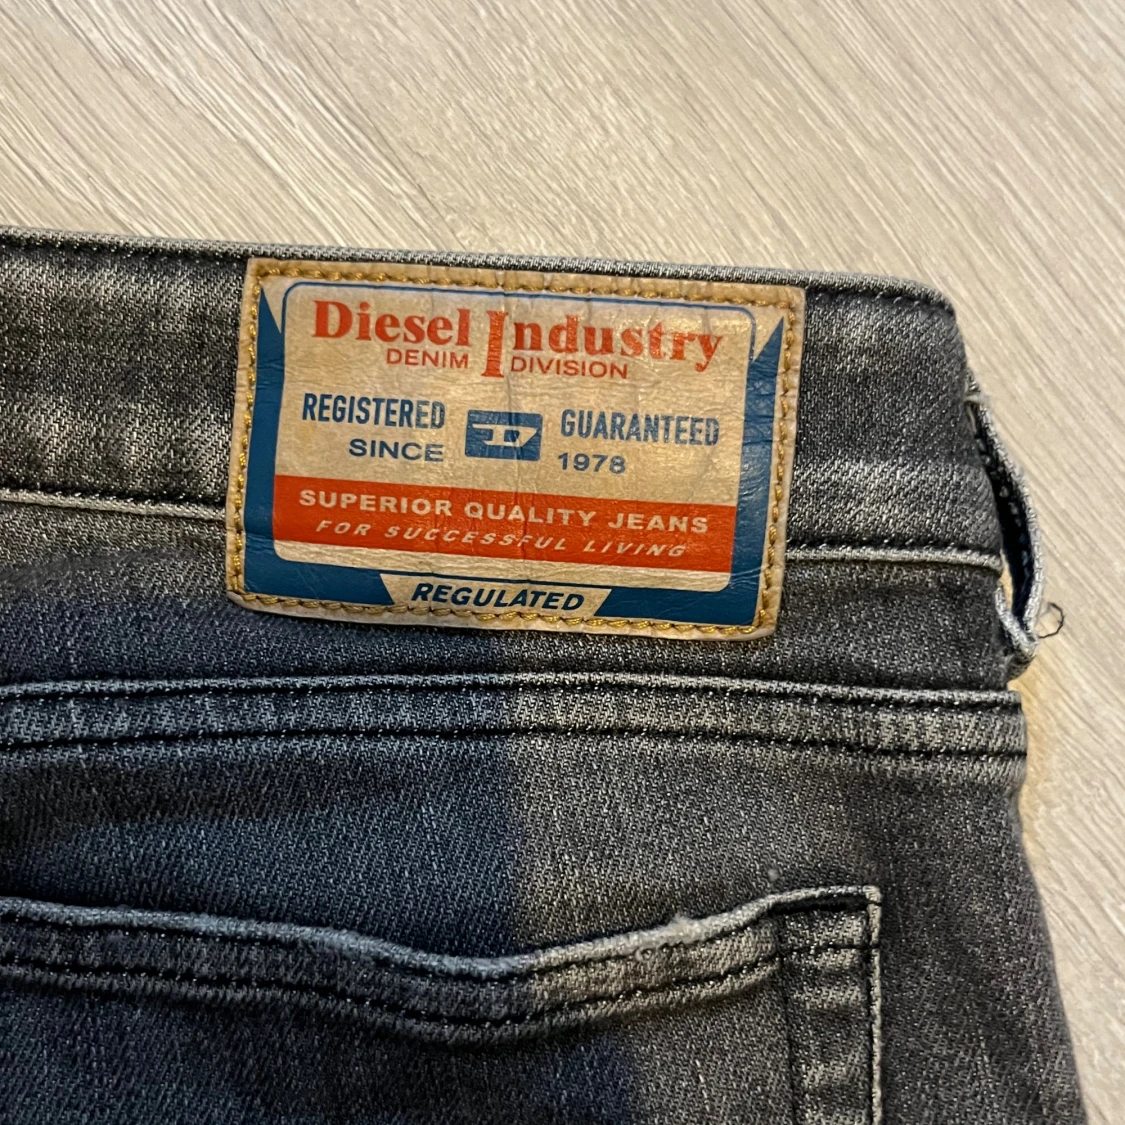 Diesel Industry
DENIM DIVISION
REGISTERED D GUARANTEED
SINCE 1978
SUPERIOR QUALITY JEANS
FOR SUCCESSFUL LIVING
REGULATED